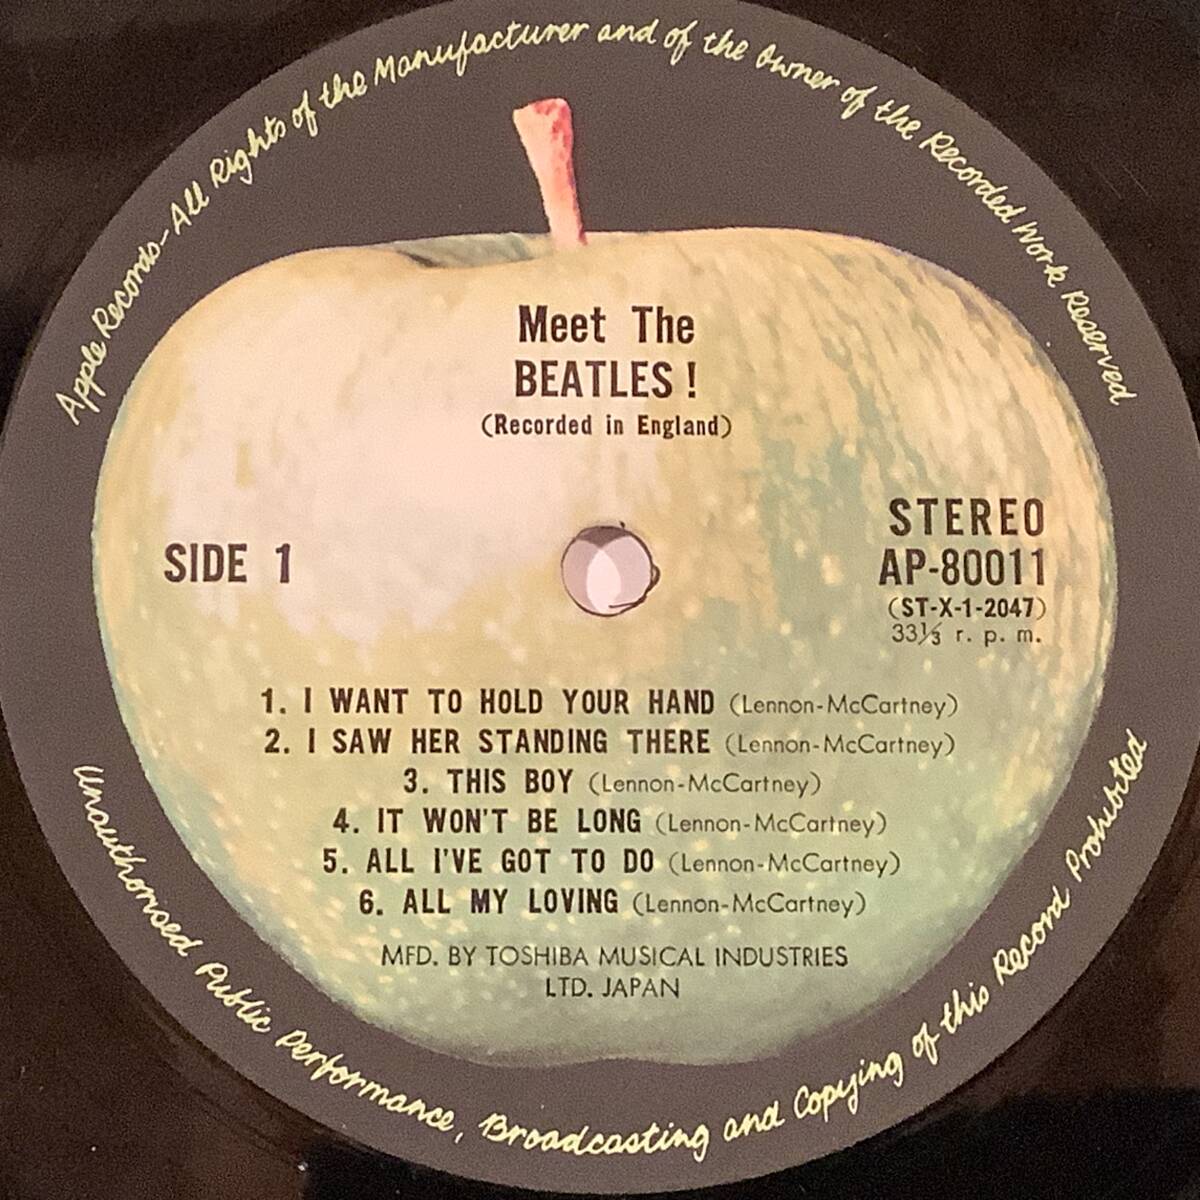 Apple Records-All Rights of the Manufacturer and of the Owner of the Recorded Work Reserved
Meet The
BEATLES!
(Recorded in England)
SIDE 1
STEREO
AP-80011
(ST-X-1-2047)
33⅓ r. p. m.
1. I WANT TO HOLD YOUR HAND (Lennon-McCartney)
2. I SAW HER STANDING THERE (Lennon-McCartney)
3. THIS BOY (Lennon-McCartney)
4. IT WON'T BE LONG (Lennon-McCartney)
5. ALL I'VE GOT TO DO (Lennon-McCartney)
6. ALL MY LOVING (Lennon-McCartney)
MFD. BY TOSHIBA MUSICAL INDUSTRIES
LTD. JAPAN
Unauthorised Public Performance, Broadcasting and Copying of this Record Prohibited